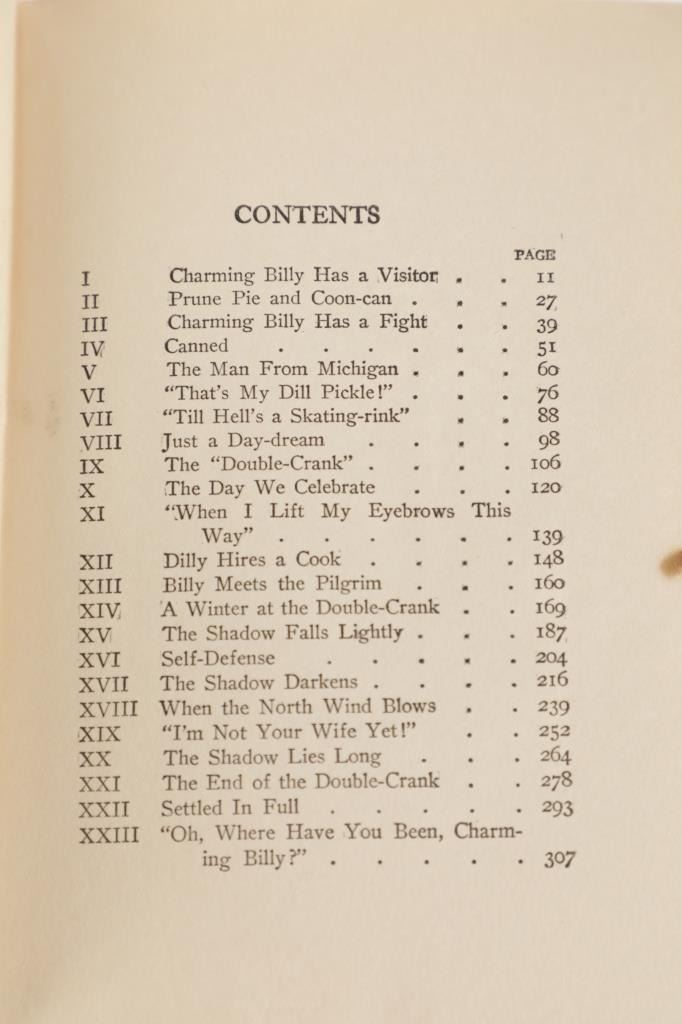 CONTENTS
PAGE
I Charming Billy Has a Visitor . . 11
II Prune Pie and Coon-can . . . 27
III Charming Billy Has a Fight . . 39
IV Canned . . . . . . 51
V The Man From Michigan . . . 60
VI "That's My Dill Pickle!" . . . 76
VII "Till Hell's a Skating-rink" . . 88
VIII Just a Day-dream . . . . 98
IX The "Double-Crank" . . . . 106
X The Day We Celebrate . . . 120
XI "When I Lift My Eyebrows This
Way" . . . . . . 139
XII Dilly Hires a Cook . . . . 148
XIII Billy Meets the Pilgrim . . . 160
XIV A Winter at the Double-Crank . . 169
XV The Shadow Falls Lightly . . . 187
XVI Self-Defense . . . . . 204
XVII The Shadow Darkens . . . . 216
XVIII When the North Wind Blows . . 239
XIX "I'm Not Your Wife Yet!" . . 252
XX The Shadow Lies Long . . . 264
XXI The End of the Double-Crank . . 278
XXII Settled In Full . . . . . 293
XXIII "Oh, Where Have You Been, Charm-
ing Billy?" . . . . . 307